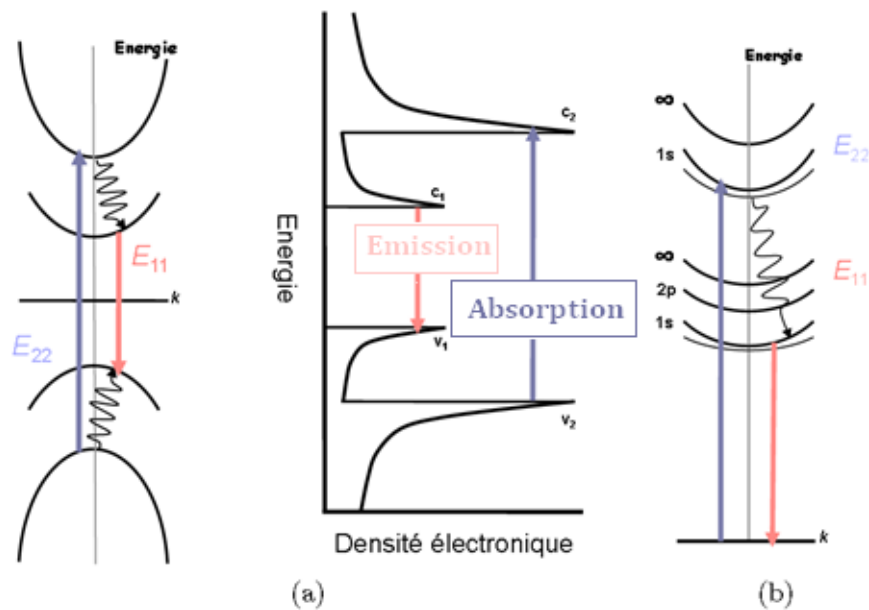 Energie
E₁₁
k
E₂₂
Energie
c₂
c₁
Emission
Absorption
v₁
v₂
Densité électronique
(a)
Energie
∞
1s
E₂₂
∞
2p
1s
E₁₁
k
(b)